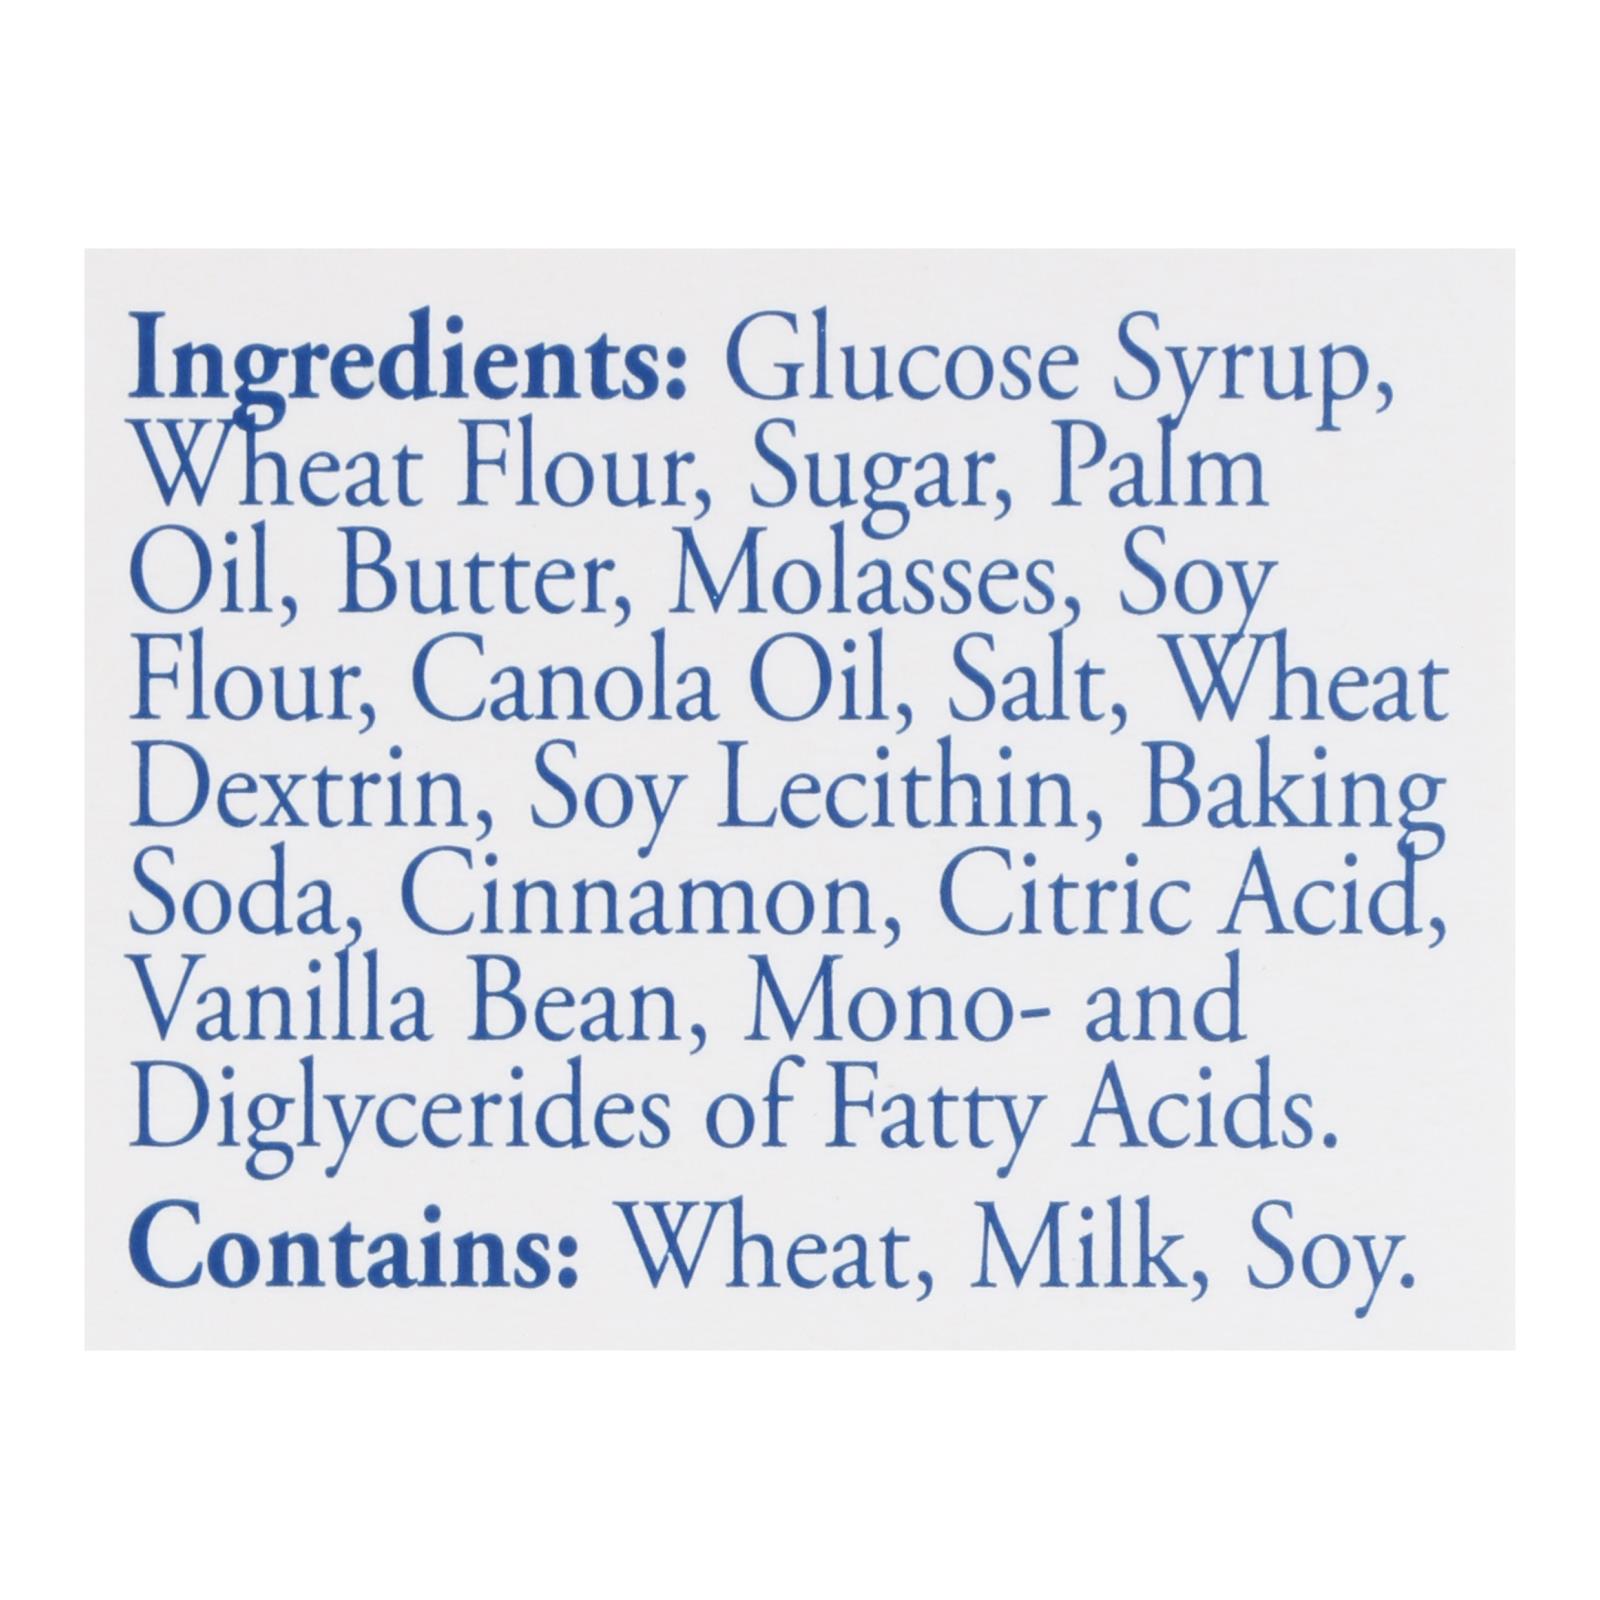 Ingredients: Glucose Syrup,
Wheat Flour, Sugar, Palm
Oil, Butter, Molasses, Soy
Flour, Canola Oil, Salt, Wheat
Dextrin, Soy Lecithin, Baking
Soda, Cinnamon, Citric Acid,
Vanilla Bean, Mono- and
Diglycerides of Fatty Acids.
Contains: Wheat, Milk, Soy.